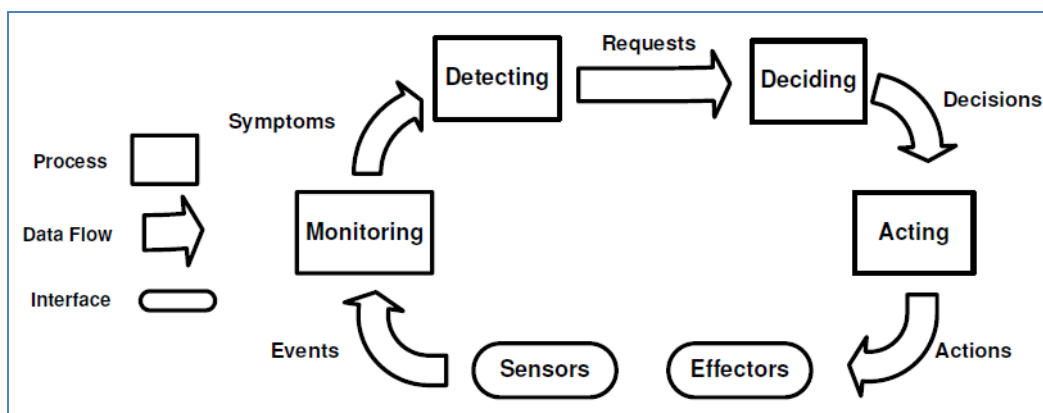 Requests
Detecting
Deciding
Decisions
Symptoms
Process
Data Flow
Interface
Monitoring
Acting
Events
Sensors
Effectors
Actions